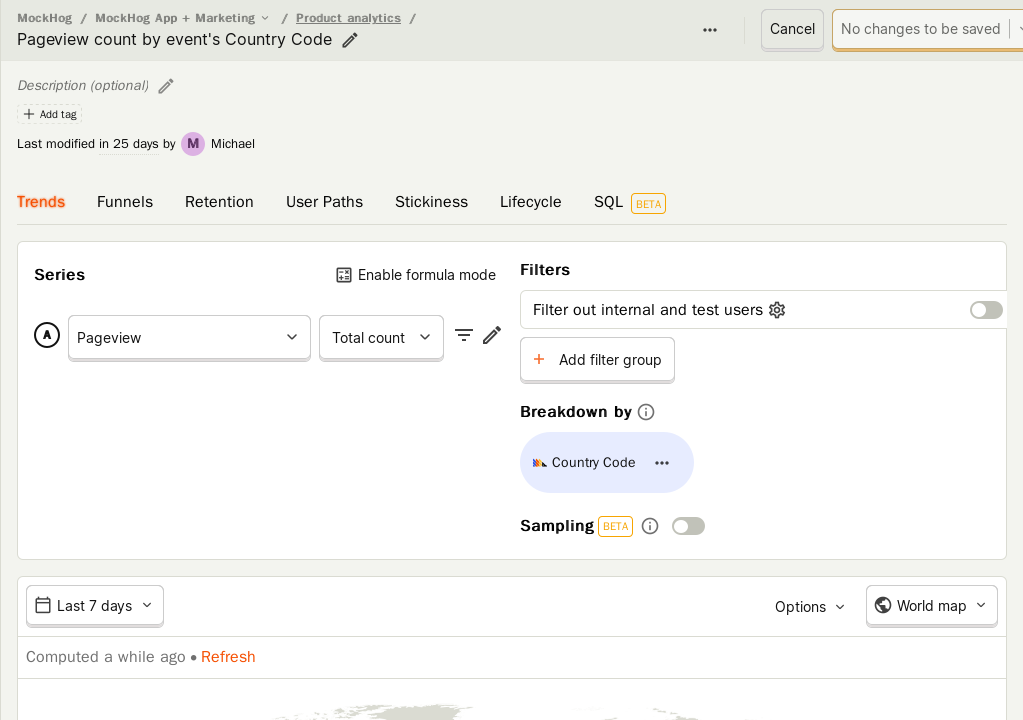 MockHog / MockHog App + Marketing / Product analytics /
Pageview count by event's Country Code
Cancel
No changes to be saved
Description (optional)
Add tag
Last modified in 25 days by M Michael
Trends Funnels Retention User Paths Stickiness Lifecycle SQL BETA
Series
Enable formula mode
Filters
Filter out internal and test users
A Pageview Total count
+ Add filter group
Breakdown by
Country Code
Sampling BETA
Last 7 days
Options
World map
Computed a while ago • Refresh